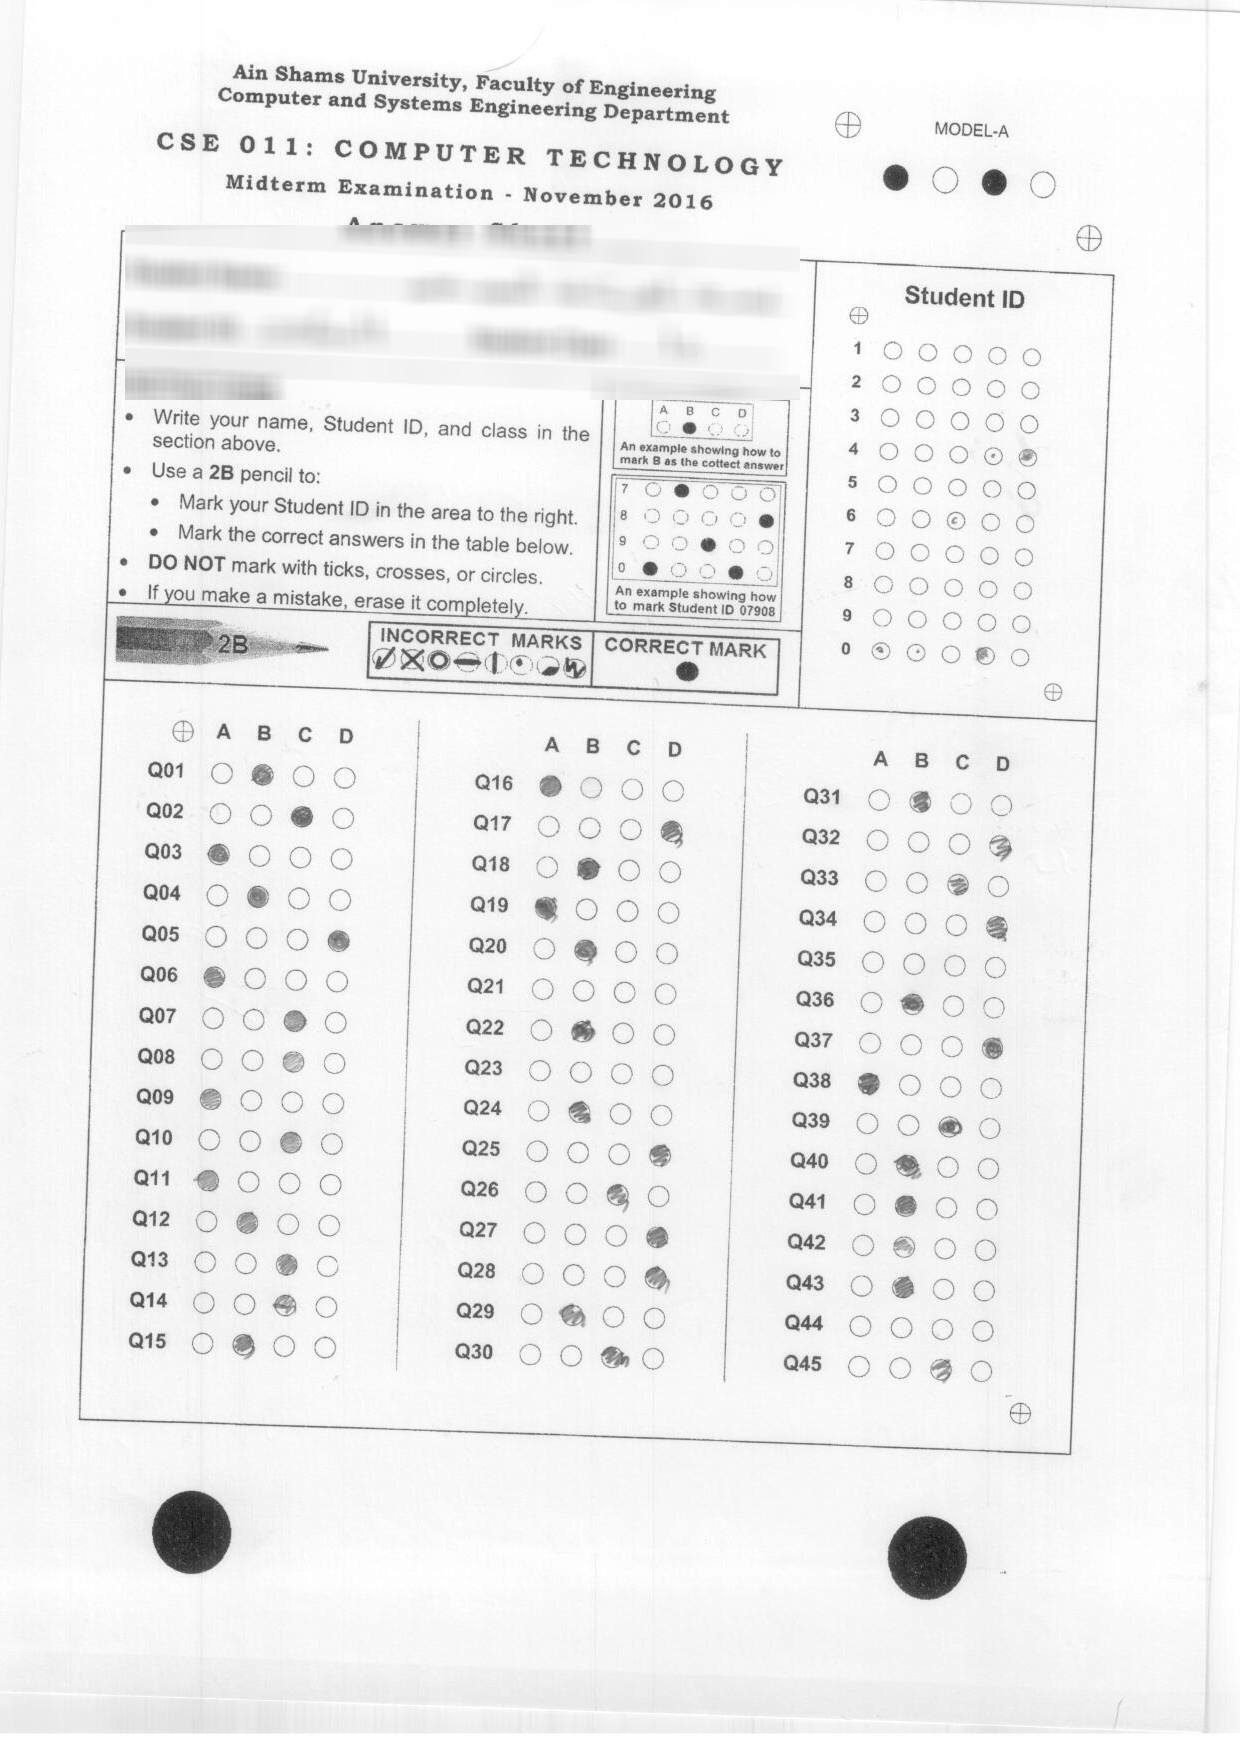 Ain Shams University, Faculty of Engineering
Computer and Systems Engineering Department
CSE 011: COMPUTER TECHNOLOGY
Midterm Examination - November 2016
MODEL-A
Student ID
1
2
3
4
5
6
7
8
9
0
• Write your name, Student ID, and class in the
section above.
• Use a 2B pencil to:
• Mark your Student ID in the area to the right.
• Mark the correct answers in the table below.
• DO NOT mark with ticks, crosses, or circles.
• If you make a mistake, erase it completely.
A B C D
An example showing how to
mark B as the cottect answer
7
8
9
0
An example showing how
to mark Student ID 07908
2B
INCORRECT MARKS
CORRECT MARK
A B C D
Q01
Q02
Q03
Q04
Q05
Q06
Q07
Q08
Q09
Q10
Q11
Q12
Q13
Q14
Q15
A B C D
Q16
Q17
Q18
Q19
Q20
Q21
Q22
Q23
Q24
Q25
Q26
Q27
Q28
Q29
Q30
A B C D
Q31
Q32
Q33
Q34
Q35
Q36
Q37
Q38
Q39
Q40
Q41
Q42
Q43
Q44
Q45